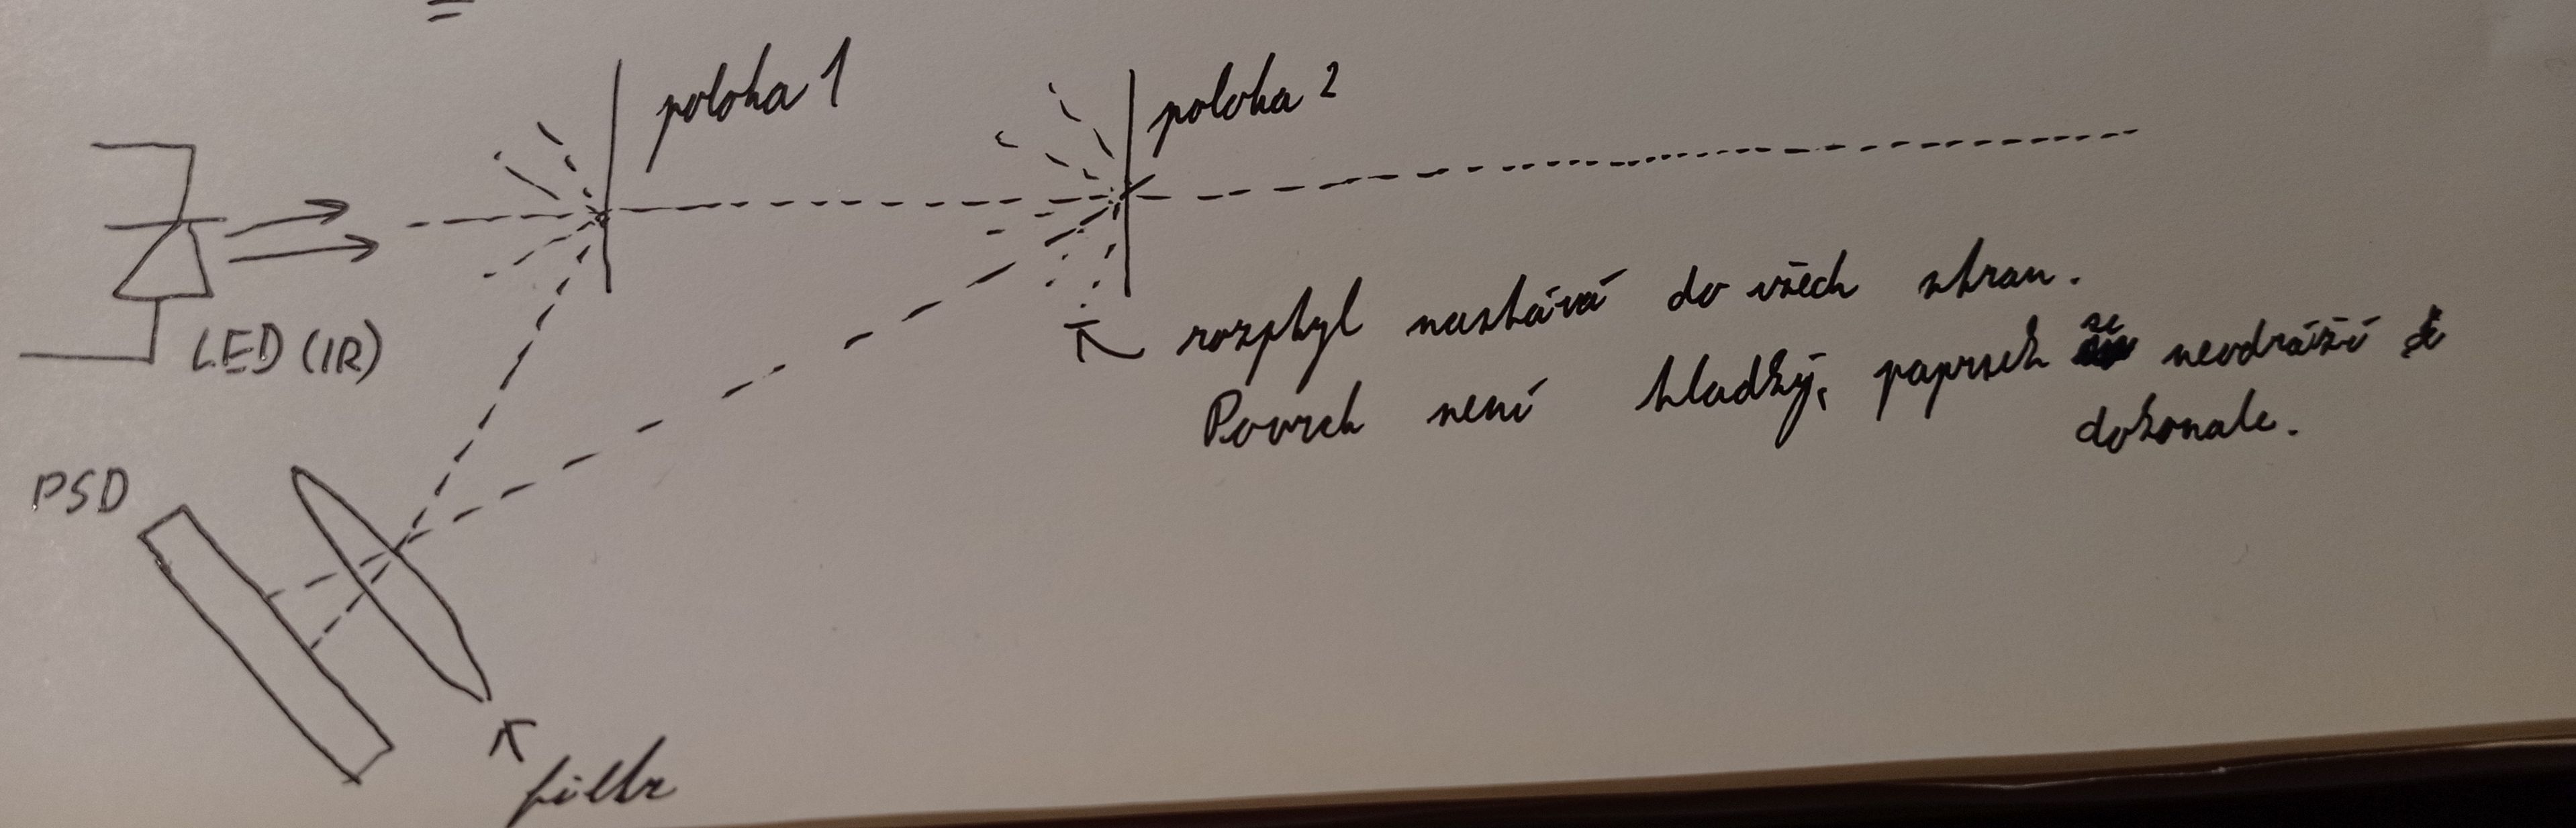 poloha 1
poloha 2
LED (IR)
rozptyl nastává do všech stran.
Povrch není hladký, paprsek se neodráží
dokonale.
PSD
filtr